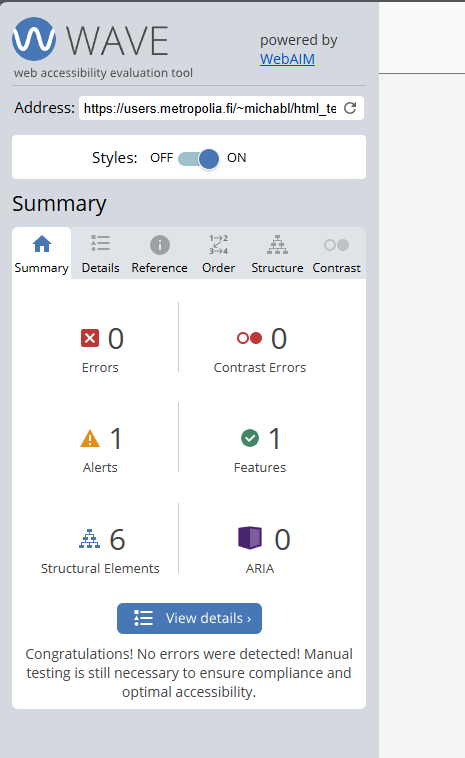 WAVE
web accessibility evaluation tool
powered by
WebAIM
Address: https://users.metropolia.fi/~michabl/html_te
Styles: OFF ON
Summary
Summary Details Reference Order Structure Contrast
0 0
Errors Contrast Errors
1 1
Alerts Features
6 0
Structural Elements ARIA
View details ›
Congratulations! No errors were detected! Manual
testing is still necessary to ensure compliance and
optimal accessibility.